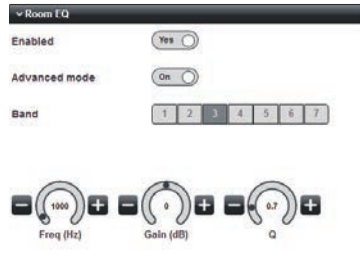 Room EQ
Enabled Yes
Advanced mode On
Band 1 2 3 4 5 6 7
1000 0 0.7
Freq (Hz) Gain (dB) Q